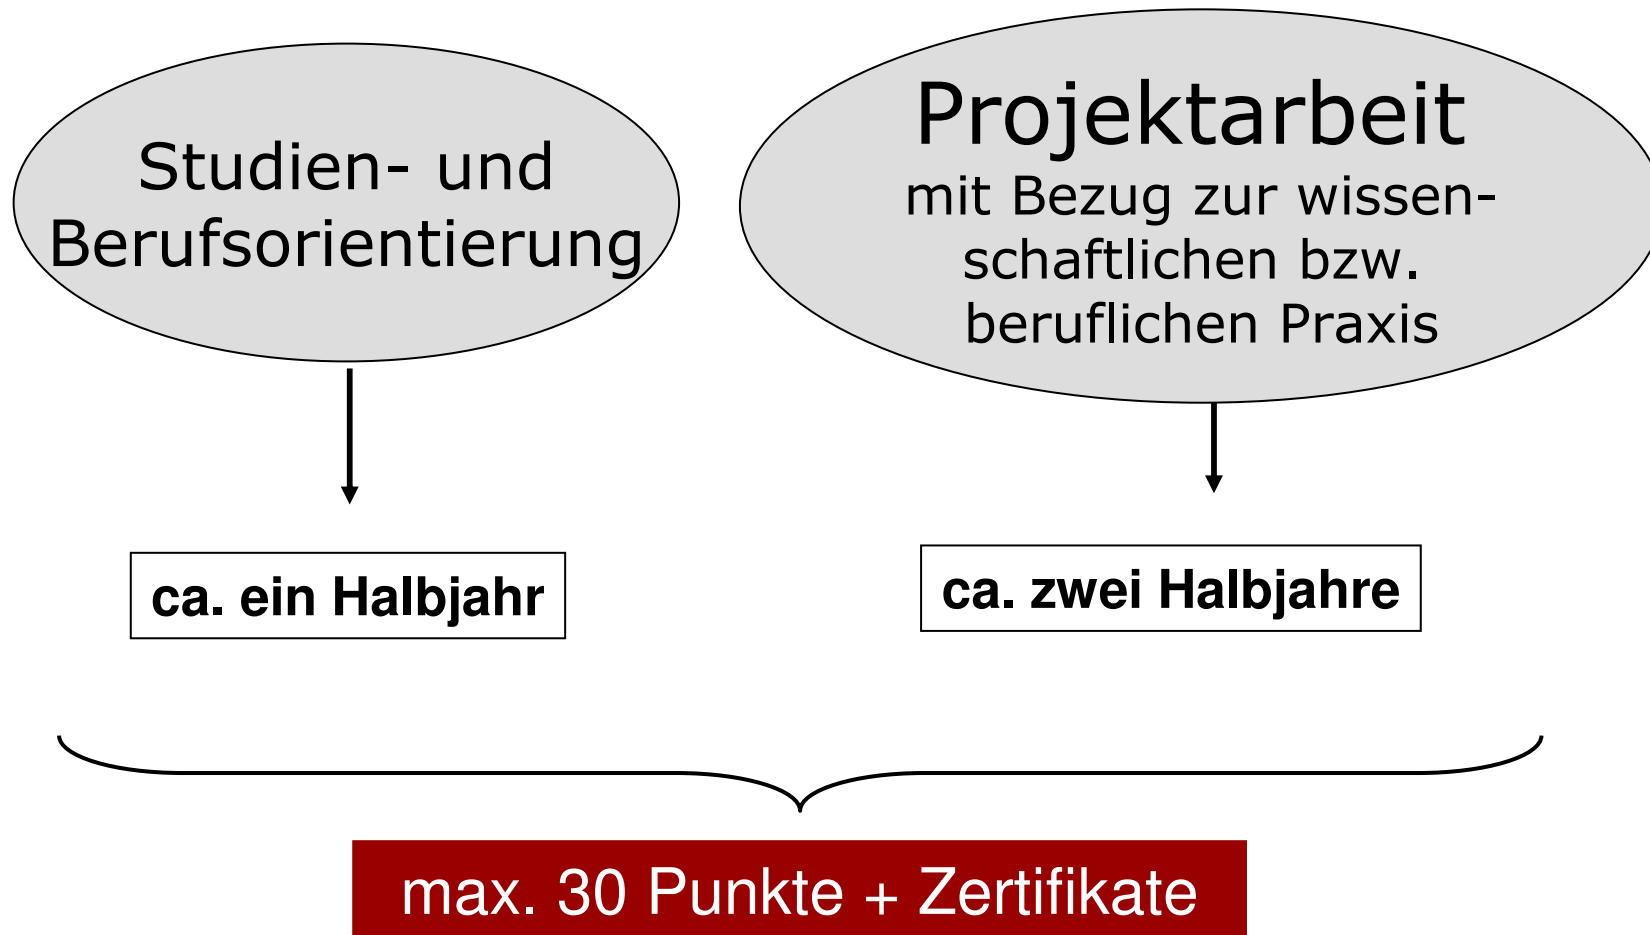 Studien- und
Berufsorientierung
Projektarbeit
mit Bezug zur wissen-
schaftlichen bzw.
beruflichen Praxis
ca. ein Halbjahr
ca. zwei Halbjahre
max. 30 Punkte + Zertifikate